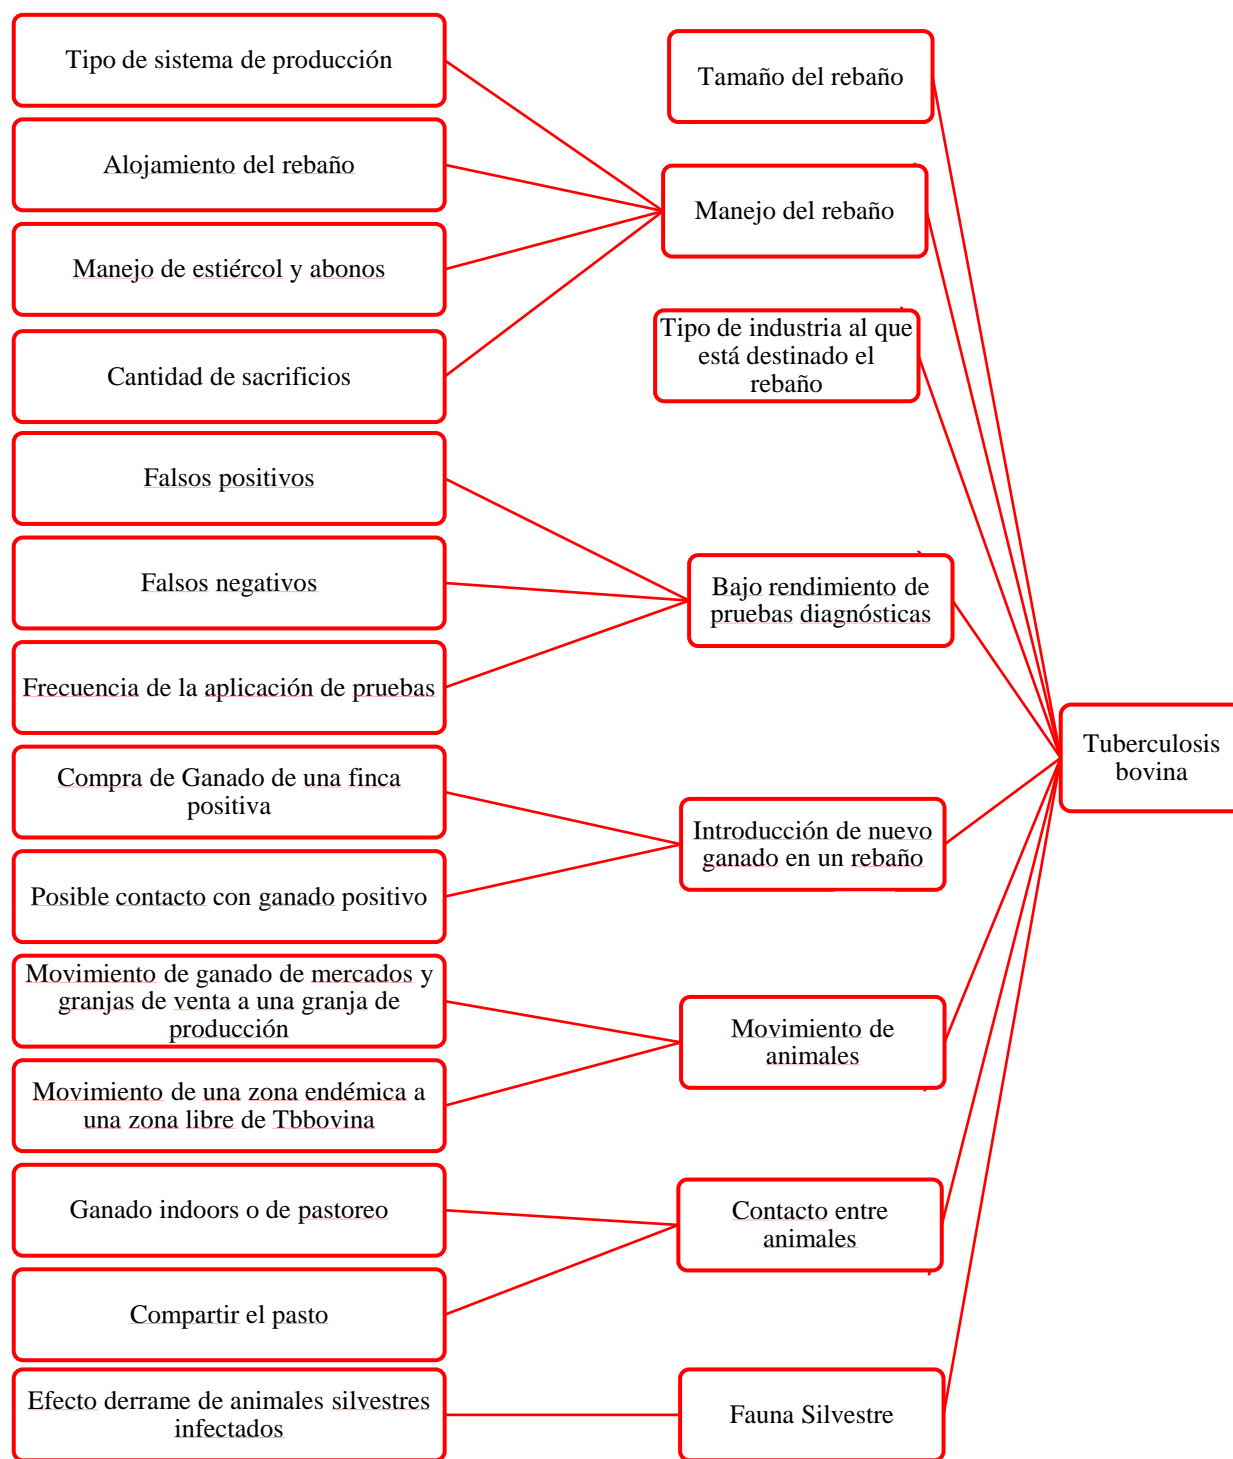 Tipo de sistema de producción
Alojamiento del rebaño
Manejo de estiércol y abonos
Cantidad de sacrificios
Falsos positivos
Falsos negativos
Frecuencia de la aplicación de pruebas
Compra de Ganado de una finca
positiva
Posible contacto con ganado positivo
Movimiento de ganado de mercados y
granjas de venta a una granja de
producción
Movimiento de una zona endémica a
una zona libre de Tbbovina
Ganado indoors o de pastoreo
Compartir el pasto
Efecto derrame de animales silvestres
infectados
Tamaño del rebaño
Manejo del rebaño
Tipo de industria al que
está destinado el
rebaño
Bajo rendimiento de
pruebas diagnósticas
Introducción de nuevo
ganado en un rebaño
Movimiento de
animales
Contacto entre
animales
Fauna Silvestre
Tuberculosis
bovina